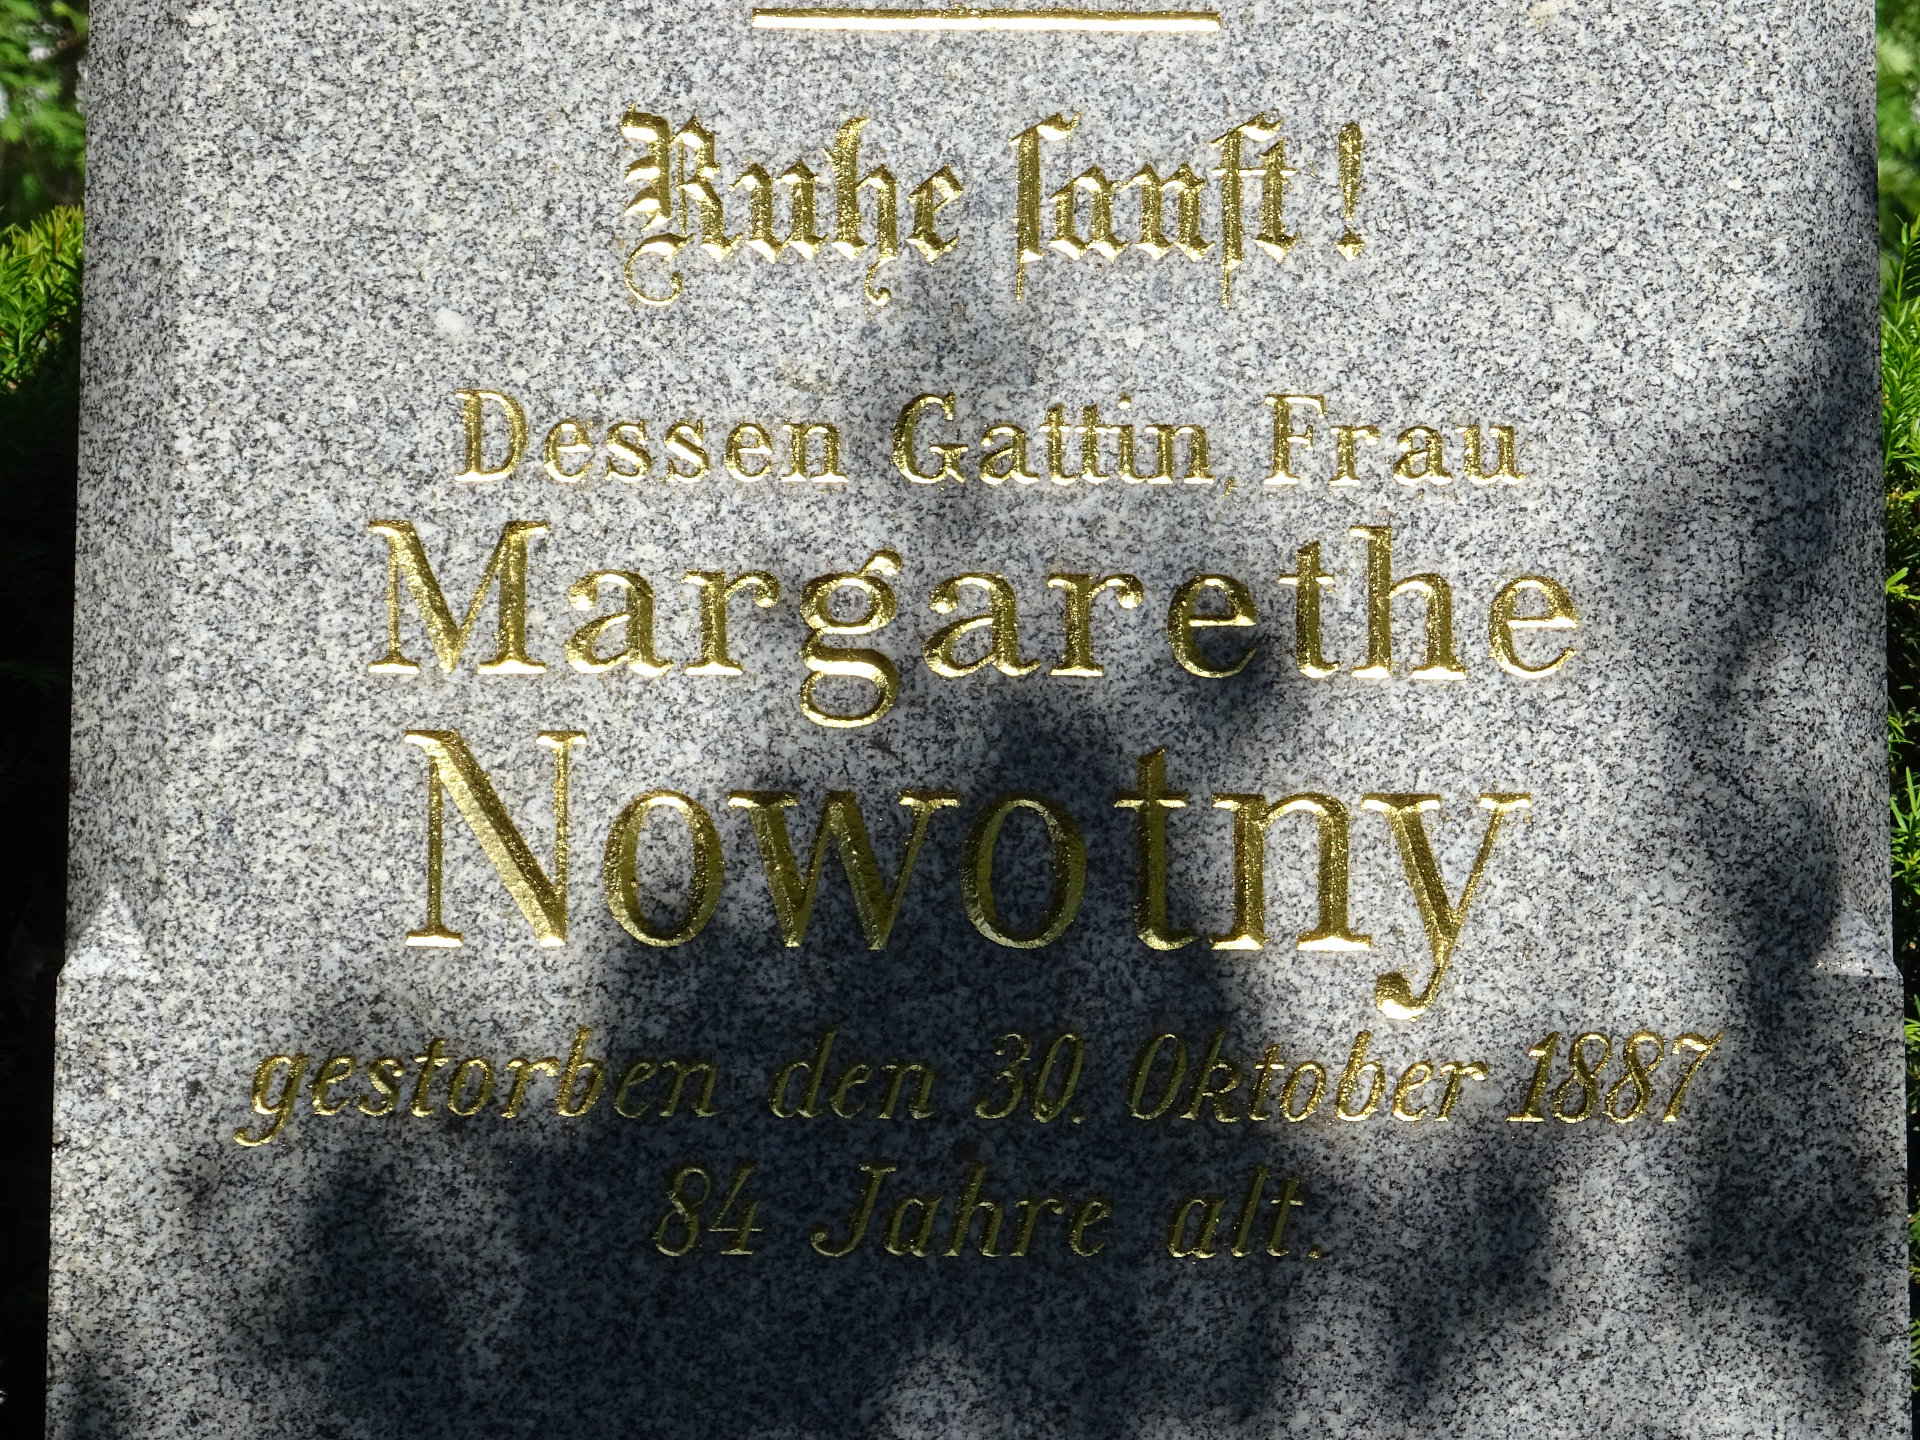 Ruhe ſanft!
Dessen Gattin, Frau
Margarethe
Nowotny
gestorben den 30. Oktober 1887
84 Jahre alt.